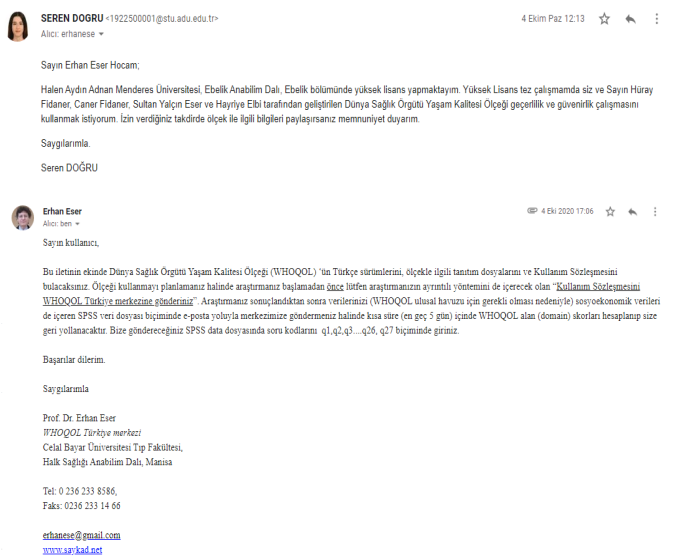 SEREN DOGRU <1922500001@stu.adu.edu.tr>
4 Ekim Paz 12:13
Alıcı: erhanese
Sayın Erhan Eser Hocam;
Halen Aydın Adnan Menderes Üniversitesi, Ebelik Anabilim Dalı, Ebelik bölümünde yüksek lisans yapmaktayım. Yüksek Lisans tez çalışmamda siz ve Sayın Hüray
Fidaner, Caner Fidaner, Sultan Yalçın Eser ve Hayriye Elbi tarafından geliştirilen Dünya Sağlık Örgütü Yaşam Kalitesi Ölçeği geçerlilik ve güvenirlik çalışmasını
kullanmak istiyorum. İzin verdiğiniz takdirde ölçek ile ilgili bilgileri paylaşırsanız memnuniyet duyarım.
Saygılarımla.
Seren DOĞRU
Erhan Eser
4 Eki 2020 17:06
Alıcı: ben
Sayın kullanıcı,
Bu iletinin ekinde Dünya Sağlık Örgütü Yaşam Kalitesi Ölçeği (WHOQOL) 'ün Türkçe sürümlerini, ölçekle ilgili tanıtım dosyalarını ve Kullanım Sözleşmesini
bulacaksınız. Ölçeği kullanmayı planlamanız halinde araştırmanız başlamadan önce lütfen araştırmanızın ayrıntılı yöntemini de içerecek olan "Kullanım Sözleşmesini
WHOQOL Türkiye merkezine gönderiniz". Araştırmanız sonuçlandıktan sonra verilerinizi (WHOQOL ulusal havuzu için gerekli olması nedeniyle) sosyoekonomik verileri
de içeren SPSS veri dosyası biçiminde e-posta yoluyla merkezimize göndermeniz halinde kısa süre (en geç 5 gün) içinde WHOQOL alan (domain) skorları hesaplanıp size
geri yollanacaktır. Bize göndereceğiniz SPSS data dosyasında soru kodlarını q1,q2,q3....q26, q27 biçiminde giriniz.
Başarılar dilerim.
Saygılarımla
Prof. Dr. Erhan Eser
WHOQOL Türkiye merkezi
Celal Bayar Üniversitesi Tıp Fakültesi,
Halk Sağlığı Anabilim Dalı, Manisa
Tel: 0 236 233 8586,
Faks: 0236 233 14 66
erhanese@gmail.com
www.saykad.net